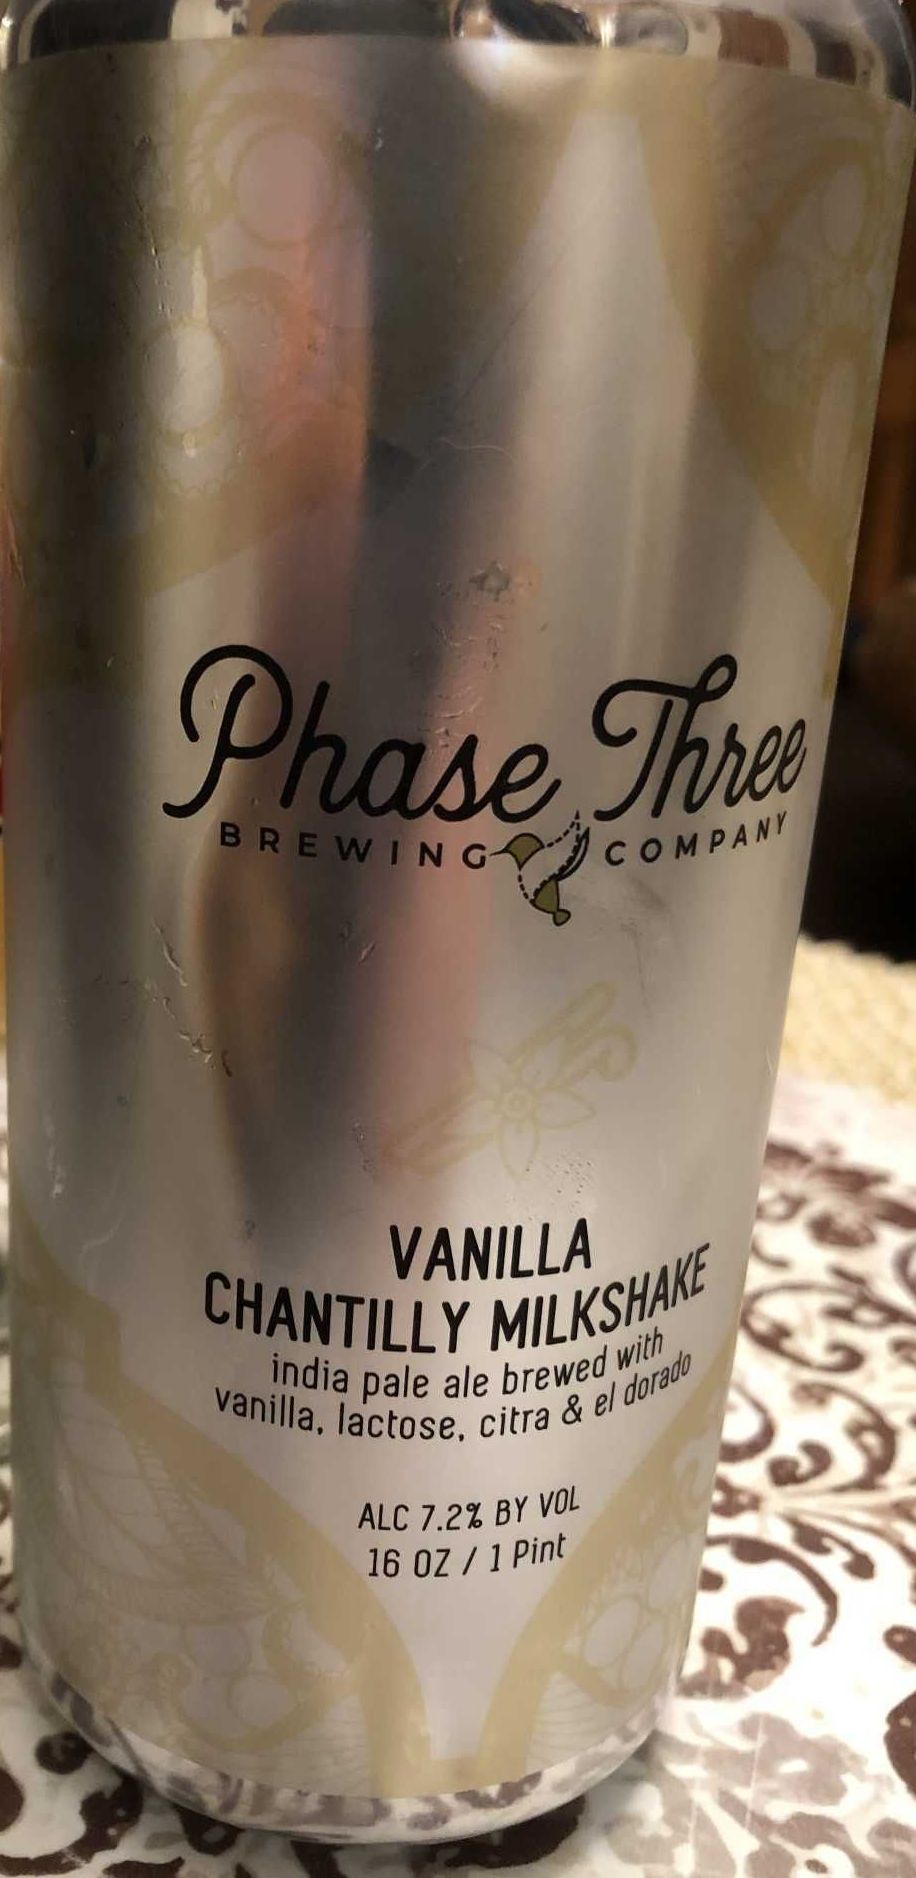 Phase Three
BREWING COMPANY
VANILLA
CHANTILLY MILKSHAKE
india pale ale brewed with
vanilla, lactose, citra & el dorado
ALC 7.2% BY VOL
16 OZ / 1 Pint